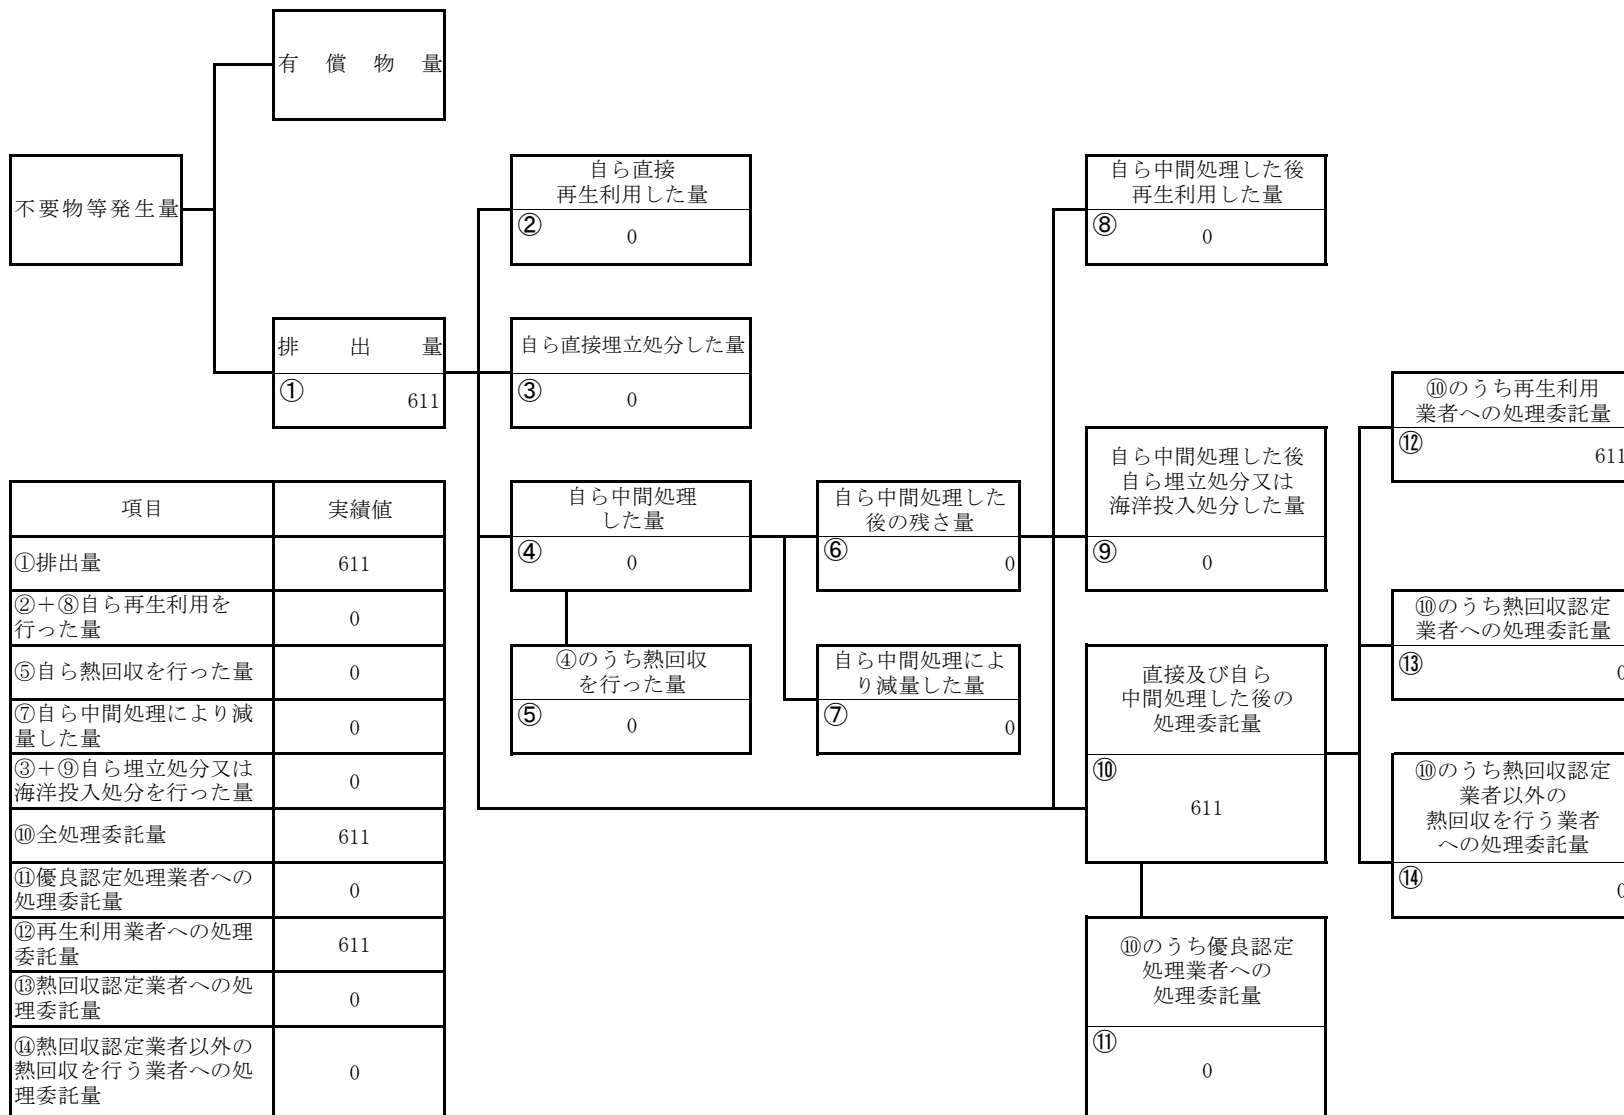 有償物量
不要物等発生量
排出量
①
611
自ら直接
再生利用した量
②
0
自ら直接埋立処分した量
③
0
自ら中間処理
した量
④
0
④のうち熱回収
を行った量
⑤
0
自ら中間処理した
後の残さ量
⑥
0
自ら中間処理によ
り減量した量
⑦
0
自ら中間処理した後
再生利用した量
⑧
0
自ら中間処理した後
自ら埋立処分又は
海洋投入処分した量
⑨
0
直接及び自ら
中間処理した後の
処理委託量
⑩
611
⑩のうち優良認定
処理業者への
処理委託量
⑪
0
⑩のうち再生利用
業者への処理委託量
⑫
611
⑩のうち熱回収認定
業者への処理委託量
⑬
0
⑩のうち熱回収認定
業者以外の
熱回収を行う業者
への処理委託量
⑭
0
項目 実績値
①排出量 611
②＋⑧自ら再生利用を
行った量 0
⑤自ら熱回収を行った量 0
⑦自ら中間処理により減
量した量 0
③＋⑨自ら埋立処分又は
海洋投入処分を行った量 0
⑩全処理委託量 611
⑪優良認定処理業者への
処理委託量 0
⑫再生利用業者への処理
委託量 611
⑬熱回収認定業者への処
理委託量 0
⑭熱回収認定業者以外の
熱回収を行う業者への処
理委託量 0